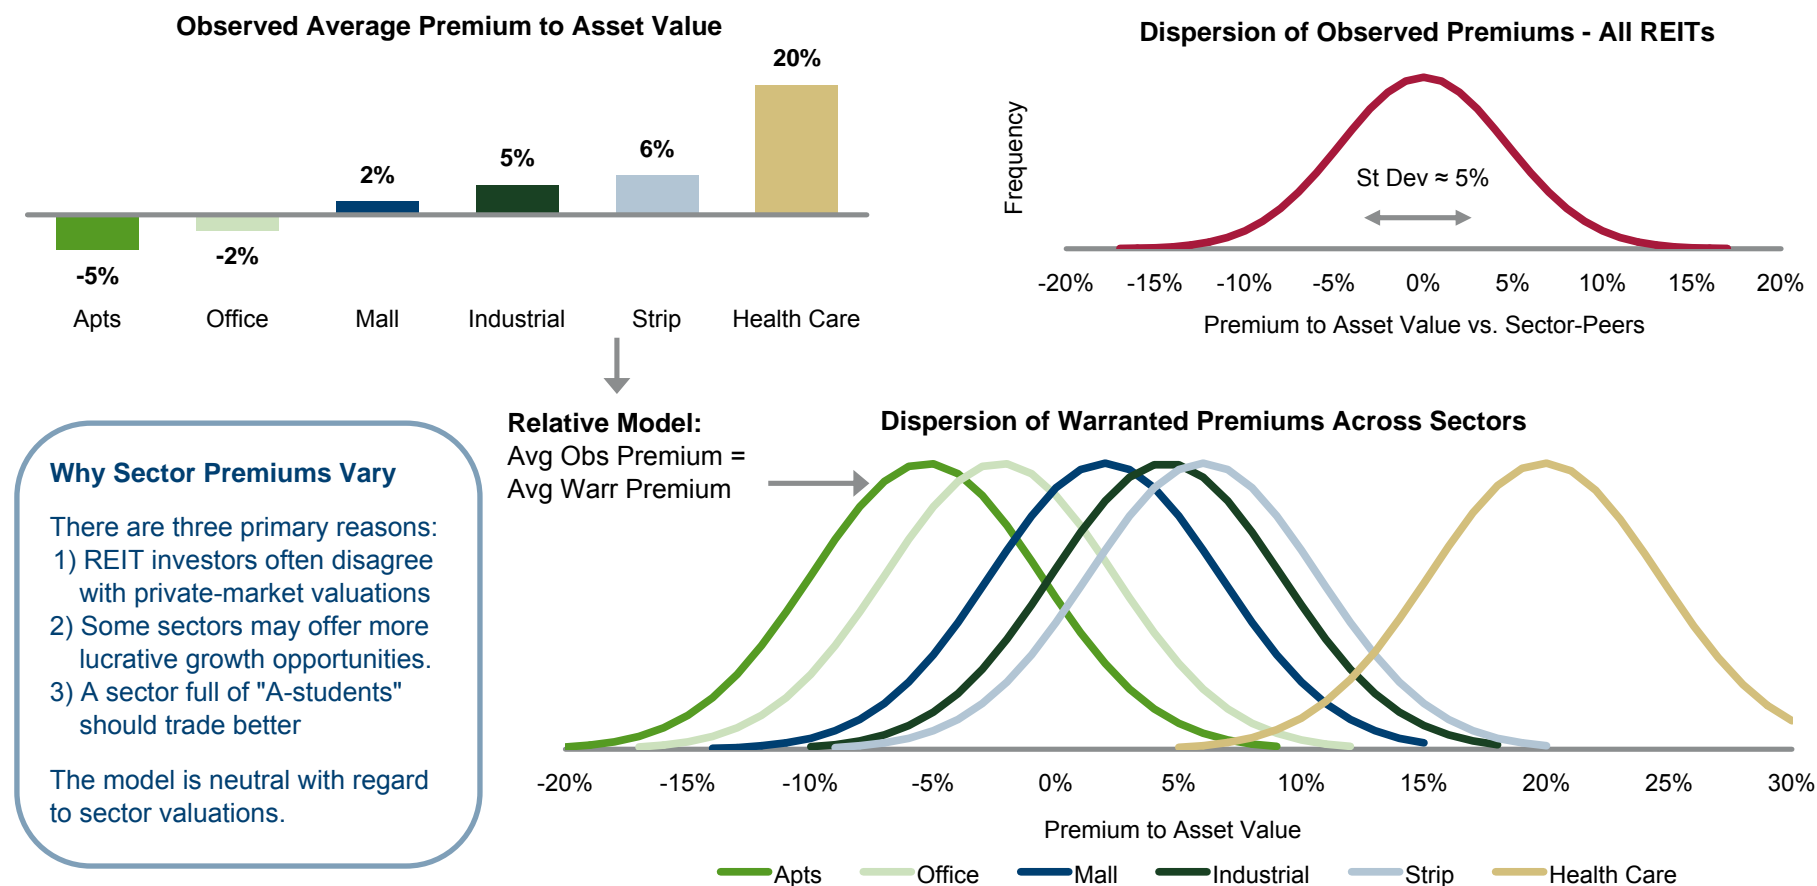 Observed Average Premium to Asset Value
20%
6%
5%
2%
-2%
-5%
Apts Office Mall Industrial Strip Health Care
Dispersion of Observed Premiums - All REITs
Frequency
St Dev ≈ 5%
-20% -15% -10% -5% 0% 5% 10% 15% 20%
Premium to Asset Value vs. Sector-Peers
Why Sector Premiums Vary
There are three primary reasons:
1) REIT investors often disagree
with private-market valuations
2) Some sectors may offer more
lucrative growth opportunities.
3) A sector full of "A-students"
should trade better
The model is neutral with regard
to sector valuations.
Relative Model:
Avg Obs Premium =
Avg Warr Premium
Dispersion of Warranted Premiums Across Sectors
-20% -15% -10% -5% 0% 5% 10% 15% 20% 25% 30%
Premium to Asset Value
Apts Office Mall Industrial Strip Health Care